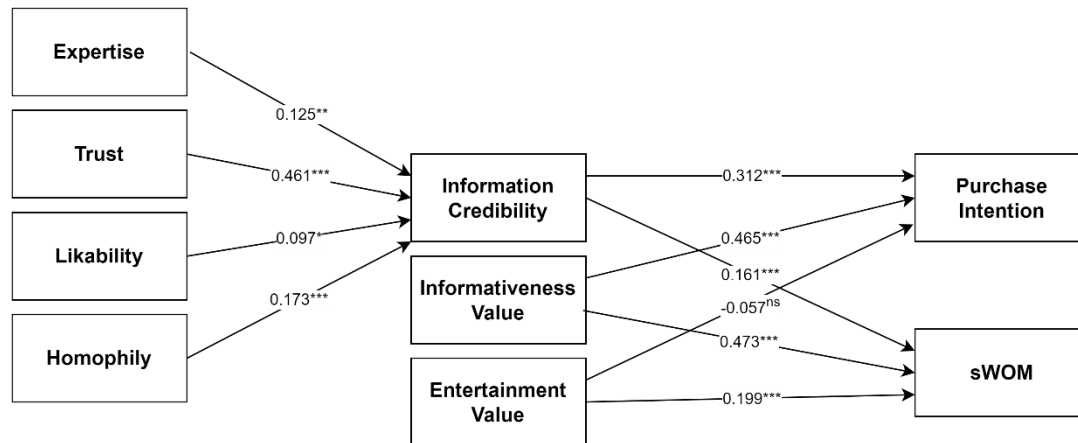 Expertise
Trust
Likability
Homophily
0.125**
0.461***
0.097*
0.173***
Information
Credibility
Informativeness
Value
Entertainment
Value
0.312***
0.465***
0.161***
-0.057ns
0.473***
0.199***
Purchase
Intention
sWOM